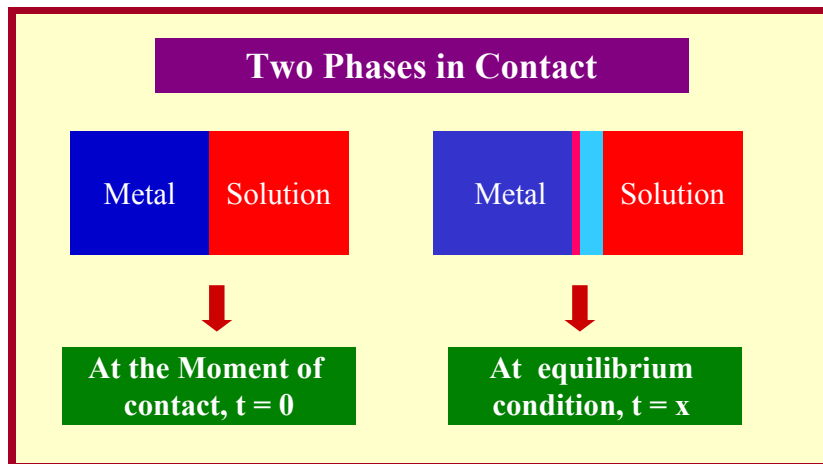 Two Phases in Contact
Metal
Solution
Metal
Solution
At the Moment of
contact, t = 0
At equilibrium
condition, t = x